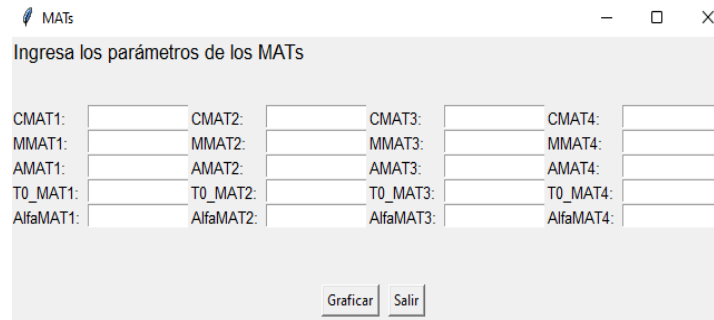 MATs
Ingresa los parámetros de los MATs
CMAT1: CMAT2: CMAT3: CMAT4:
MMAT1: MMAT2: MMAT3: MMAT4:
AMAT1: AMAT2: AMAT3: AMAT4:
T0_MAT1: T0_MAT2: T0_MAT3: T0_MAT4:
AlfaMAT1: AlfaMAT2: AlfaMAT3: AlfaMAT4:
Graficar Salir